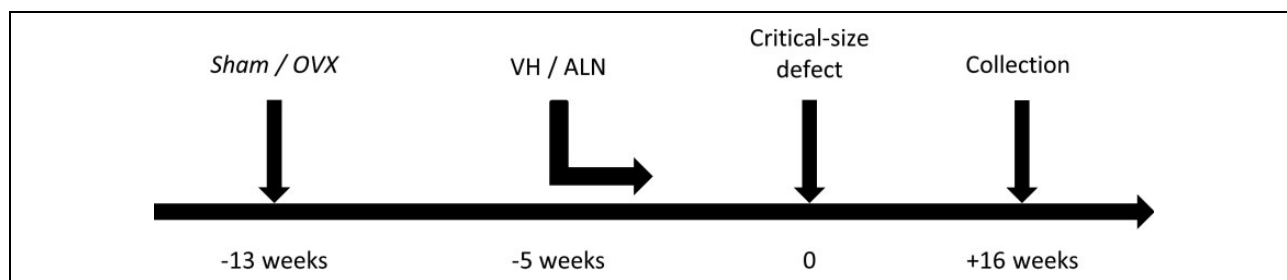 Sham / OVX
VH / ALN
Critical-size
defect
Collection
-13 weeks
-5 weeks
0
+16 weeks